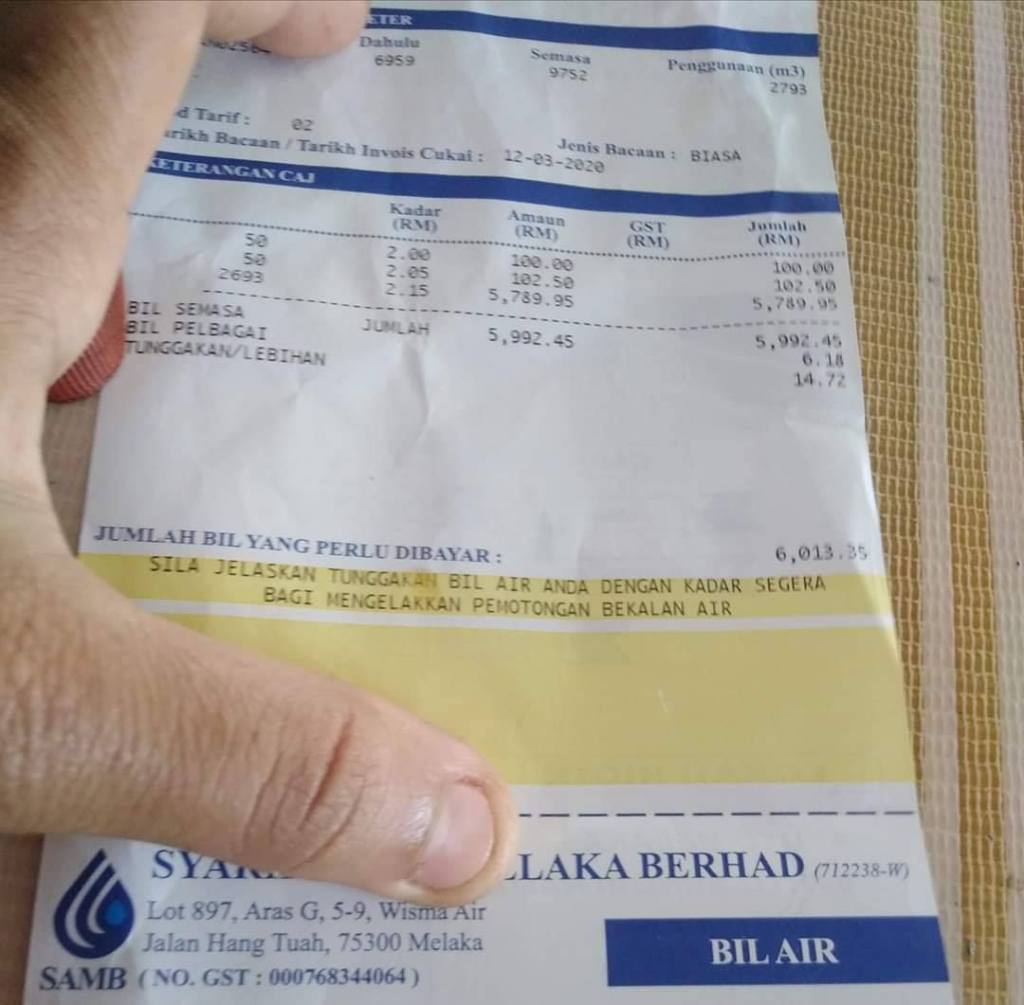 ETER
Dahulu Semasa Penggunaan (m3)
6959 9752 2793
d Tarif : 02
arikh Bacaan / Tarikh Invois Cukai : 12-03-2020 Jenis Bacaan : BIASA
KETERANGAN CAJ
Kadar (RM) Amaun (RM) GST (RM) Jumlah (RM)
50 2.00 100.00 100.00
50 2.05 102.50 102.50
2693 2.15 5,789.95 5,789.95
BIL SEMASA JUMLAH 5,992.45 5,992.45
BIL PELBAGAI 6.18
TUNGGAKAN/LEBIHAN 14.72
JUMLAH BIL YANG PERLU DIBAYAR : 6,013.35
SILA JELASKAN TUNGGAKAN BIL AIR ANDA DENGAN KADAR SEGERA
BAGI MENGELAKKAN PEMOTONGAN BEKALAN AIR
SYAR LAKA BERHAD (712238-W)
Lot 897, Aras G, 5-9, Wisma Air
Jalan Hang Tuah, 75300 Melaka
SAMB ( NO. GST : 000768344064 )
BIL AIR